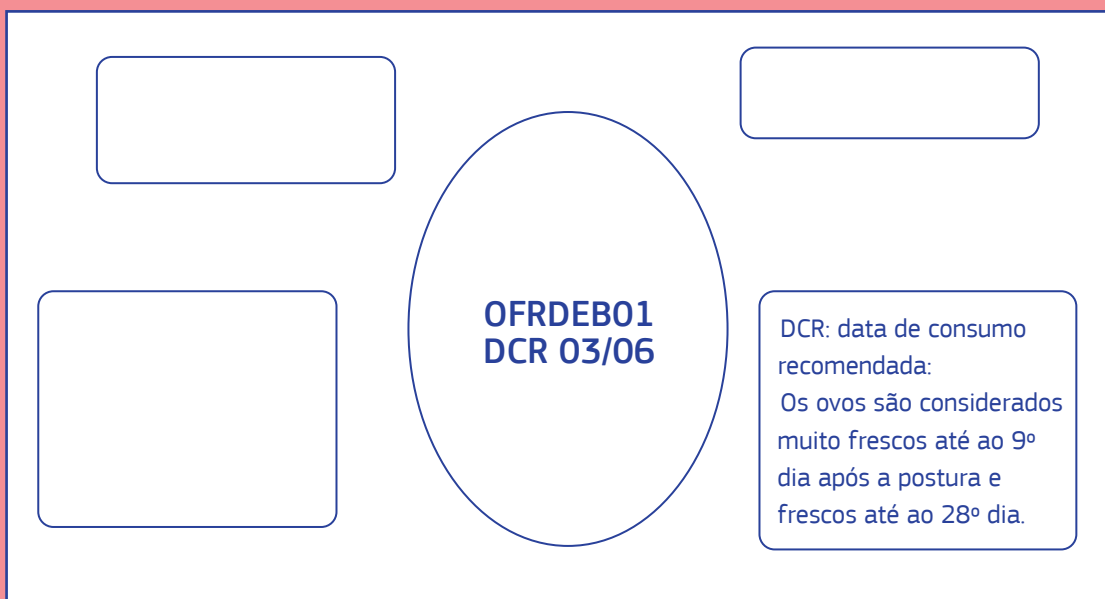 0FRDEB01
DCR 03/06
DCR: data de consumo
recomendada:
Os ovos são considerados
muito frescos até ao 9º
dia após a postura e
frescos até ao 28º dia.